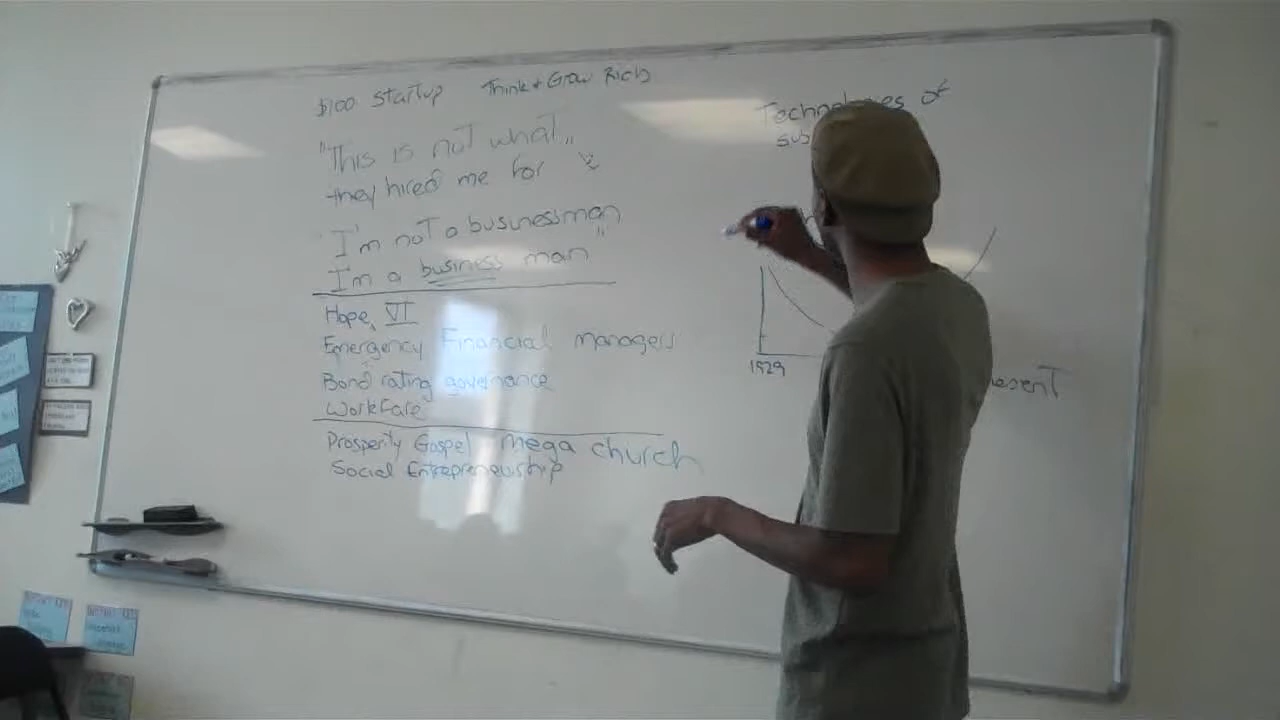 $100 Startup Think + Grow Rich
"This is not what"
they hired me for
I'm not a businessman
I'm a business man"
Hope VI
Emergency Financial managers
Bond rating governance
Workfare
Prosperity Gospel mega church
Social Entrepreneurship
Technologies of
1929